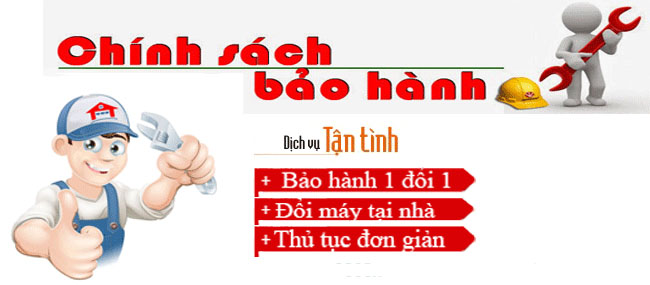 Chính sách
bảo hành
Dịch vụ Tận tình
+ Bảo hành 1 đôi 1
+ Đổi máy tại nhà
+ Thủ tục đơn giản